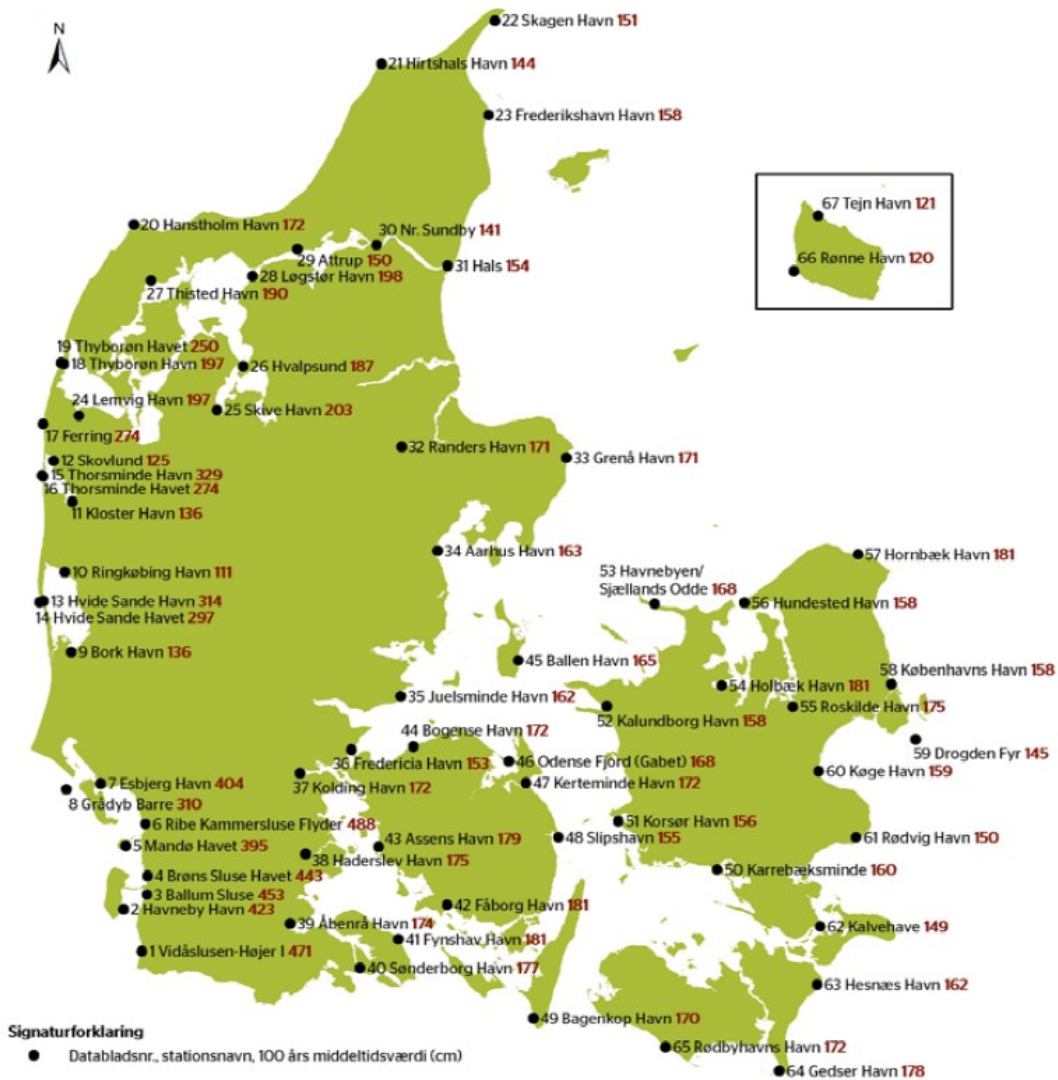 N
22 Skagen Havn 151
21 Hirtshals Havn 144
23 Frederikshavn Havn 158
67 Tejn Havn 121
20 Hanstholm Havn 172
30 Nr. Sundby 141
29 Attrup 150
31 Hals 154
66 Rønne Havn 120
28 Løgstør Havn 198
27 Thisted Havn 190
19 Thyborøn Havet 250
18 Thyborøn Havn 197
26 Hvalpsund 187
24 Lemvig Havn 197
25 Skive Havn 203
17 Ferring 274
32 Randers Havn 171
33 Grenå Havn 171
12 Skovlund 125
15 Thorsminde Havn 329
16 Thorsminde Havet 274
11 Kloster Havn 136
34 Aarhus Havn 163
57 Hornbæk Havn 181
10 Ringkøbing Havn 111
53 Havnebyen/
Sjællands Odde 168
13 Hvide Sande Havn 314
56 Hundested Havn 158
14 Hvide Sande Havet 297
9 Bork Havn 136
45 Ballen Havn 165
58 Københavns Havn 158
54 Holbæk Havn 181
35 Juelsminde Havn 162
55 Roskilde Havn 175
52 Kalundborg Havn 158
44 Bogense Havn 172
59 Drogden Fyr 145
36 Fredericia Havn 153
46 Odense Fjord (Gabet) 168
60 Køge Havn 159
37 Kolding Havn 172
7 Esbjerg Havn 404
47 Kerteminde Havn 172
8 Grådyb Barre 310
6 Ribe Kammersluse Flyder 488
51 Korsør Havn 156
43 Assens Havn 179
48 Slipshavn 155
61 Rødvig Havn 150
5 Mandø Havet 395
38 Haderslev Havn 175
4 Brøns Sluse Havet 443
50 Karrebæksminde 160
3 Ballum Sluse 453
2 Havneby Havn 423
42 Fåborg Havn 181
39 Åbenrå Havn 174
62 Kalvehave 149
41 Fynshav Havn 181
1 Vidåslusen-Højer I 471
40 Sønderborg Havn 177
63 Hesnæs Havn 162
49 Bagenkop Havn 170
Signaturforklaring
65 Rødbyhavns Havn 172
Databladsnr., stationsnavn, 100 års middeltidsværdi (cm)
64 Gedser Havn 178